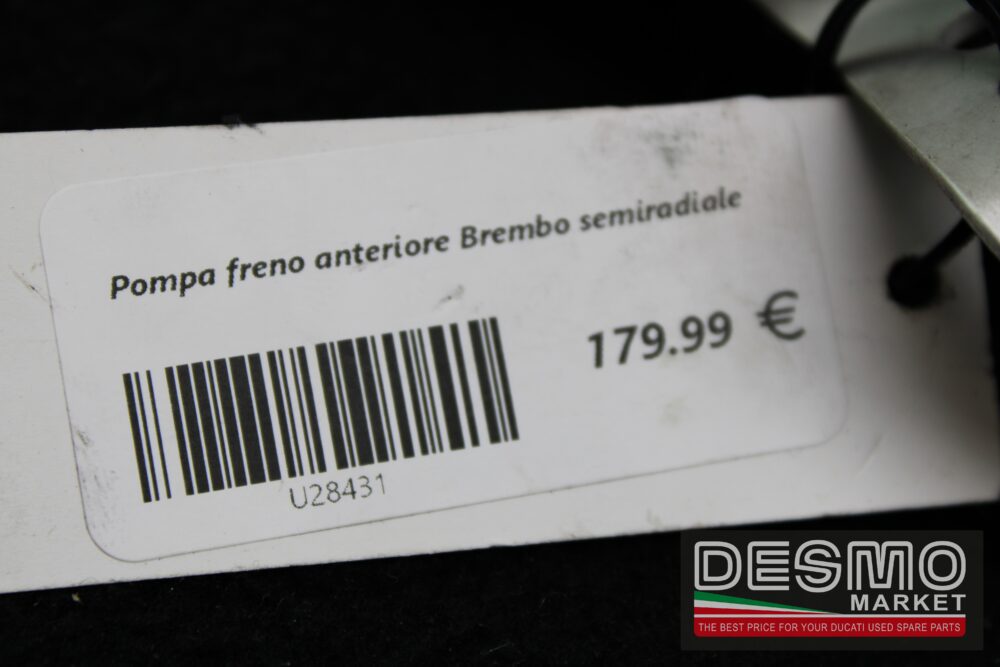 Pompa freno anteriore Brembo semiradiale
179.99 €
U28431
DESMO
MARKET
THE BEST PRICE FOR YOUR DUCATI USED SPARE PARTS